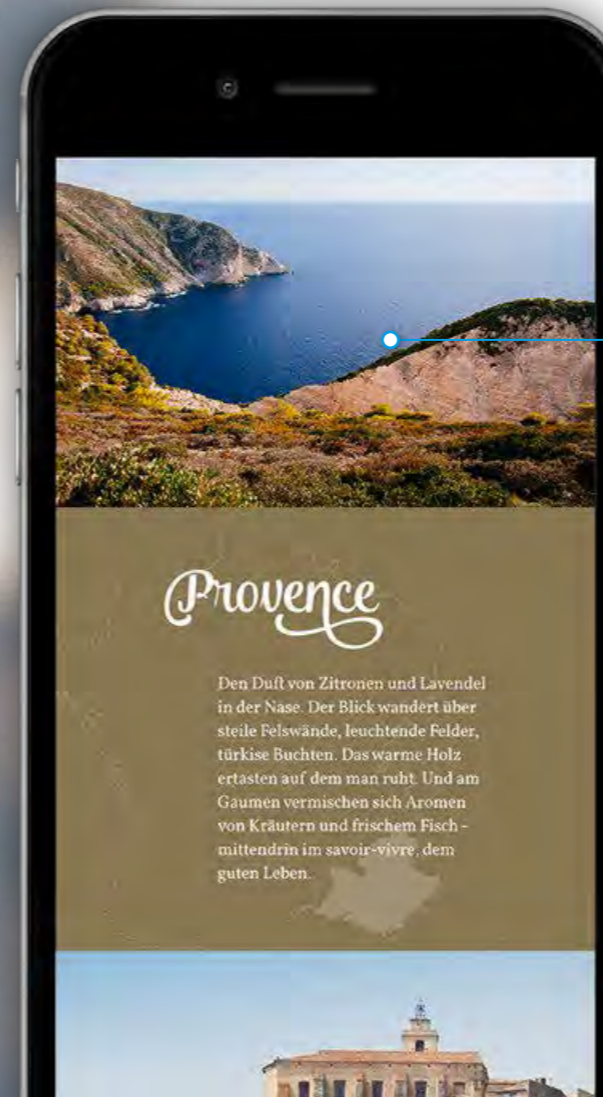 Provence
Den Duft von Zitronen und Lavendel
in der Nase. Der Blick wandert über
steile Felswände, leuchtende Felder,
türkise Buchten. Das warme Holz
ertasten auf dem man ruht. Und am
Gaumen vermischen sich Aromen
von Kräutern und frischem Fisch –
mittendrin im savoir-vivre, dem
guten Leben.